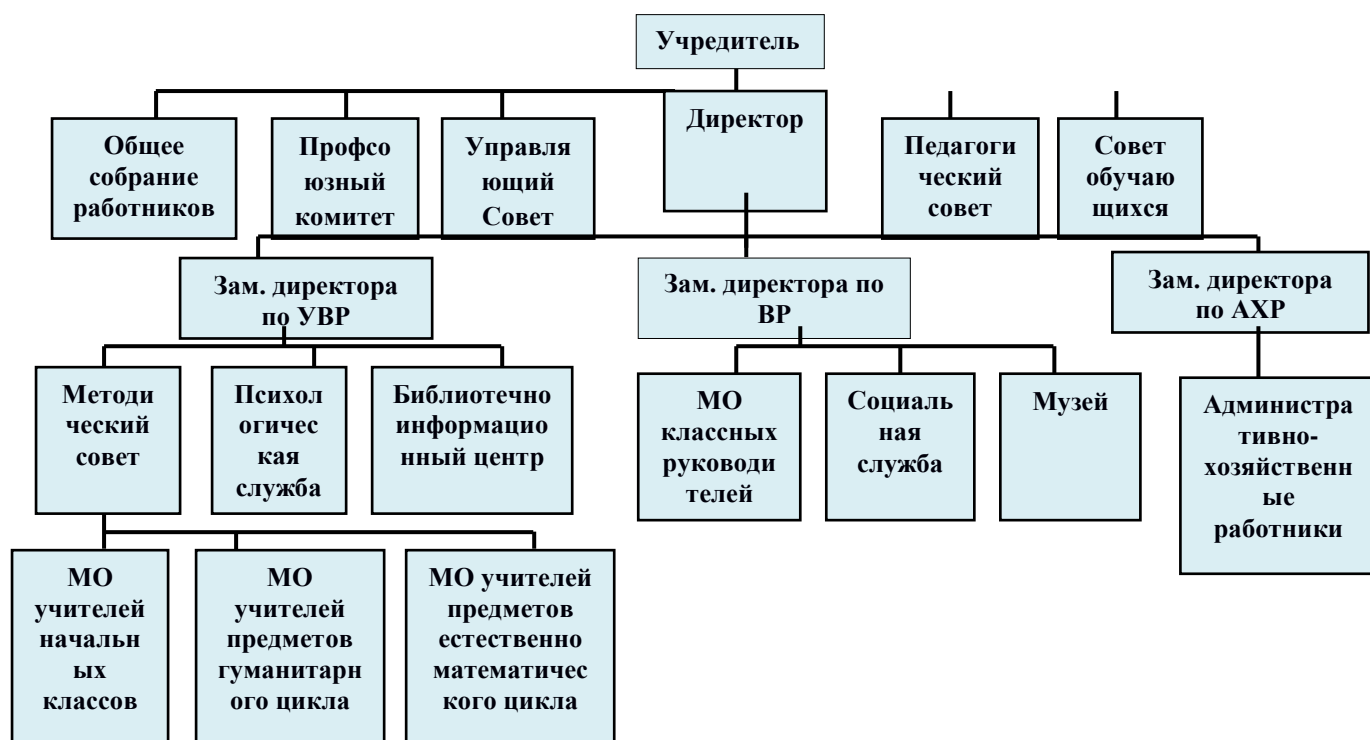 Учредитель
Директор
Общее
собрание
работников
Профсо
юзный
комитет
Управля
ющий
Совет
Педагоги
ческий
совет
Совет
обучаю
щихся
Зам. директора
по УВР
Зам. директора по
ВР
Зам. директора
по АХР
Методи
ческий
совет
Психол
огичес
кая
служба
Библиотечно
информацио
нный центр
МО
классных
руководи
телей
Социаль
ная
служба
Музей
Администра
тивно-
хозяйственн
ые
работники
МО
учителей
начальн
ых
классов
МО
учителей
предметов
гуманитарн
ого цикла
МО учителей
предметов
естественно
математичес
кого цикла